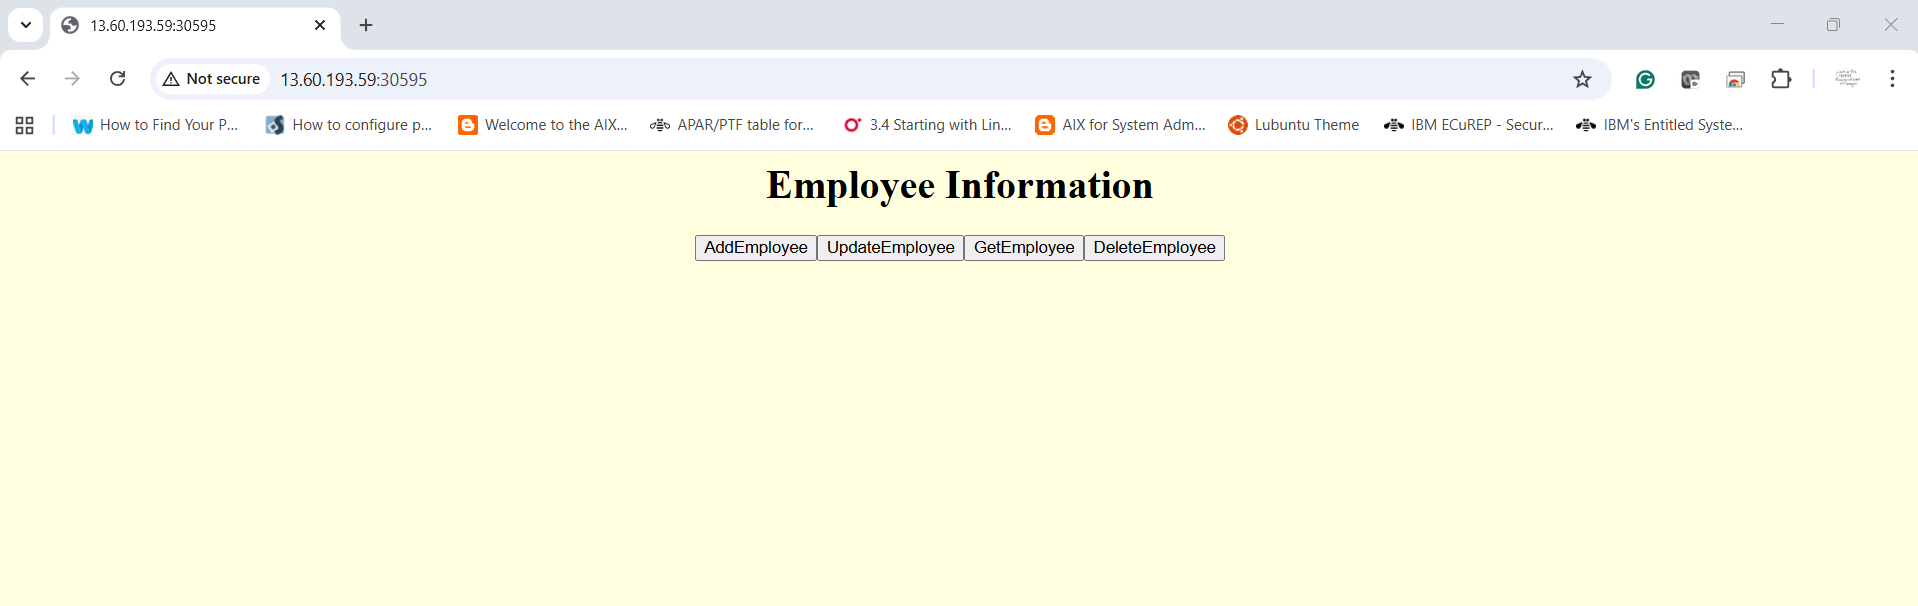 13.60.193.59:30595
Not secure 13.60.193.59:30595
How to Find Your P... How to configure p... Welcome to the AIX... APAR/PTF table for... 3.4 Starting with Lin... AIX for System Adm... Lubuntu Theme IBM ECuREP - Secur... IBM's Entitled Syste...
Employee Information
AddEmployee UpdateEmployee GetEmployee DeleteEmployee